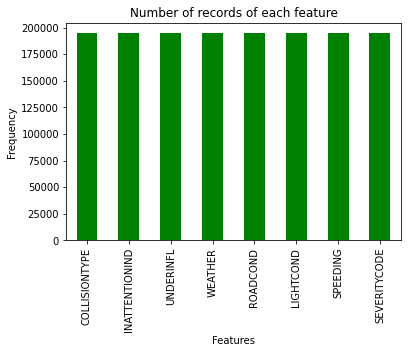 Number of records of each feature
Frequency
200000
175000
150000
125000
100000
75000
50000
25000
0
COLLISIONTYPE
INATTENTIONIND
UNDERINFL
WEATHER
ROADCOND
LIGHTCOND
SPEEDING
SEVERITYCODE
Features